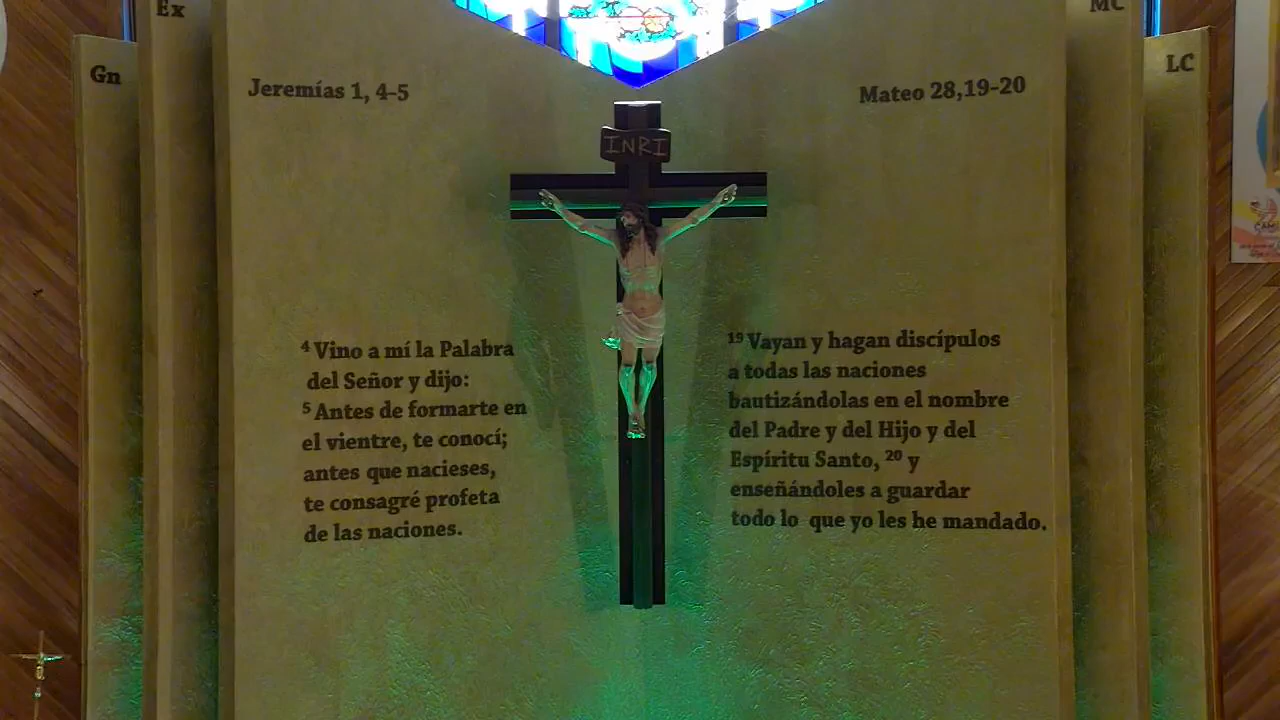 Ex
MC
Gn
LC
Jeremías 1, 4-5
Mateo 28,19-20
INRI
⁴ Vino a mí la Palabra
del Señor y dijo:
⁵ Antes de formarte en
el vientre, te conocí;
antes que nacieses,
te consagré profeta
de las naciones.
¹⁹ Vayan y hagan discípulos
a todas las naciones
bautizándolas en el nombre
del Padre y del Hijo y del
Espíritu Santo, ²⁰ y
enseñándoles a guardar
todo lo que yo les he mandado.